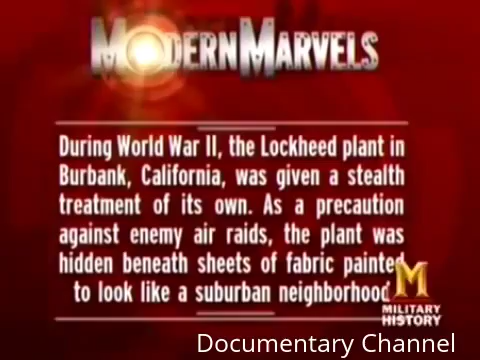 MODERN MARVELS
During World War II, the Lockheed plant in
Burbank, California, was given a stealth
treatment of its own. As a precaution
against enemy air raids, the plant was
hidden beneath sheets of fabric painted
to look like a suburban neighborhood
M
MILITARY
HISTORY
Documentary Channel